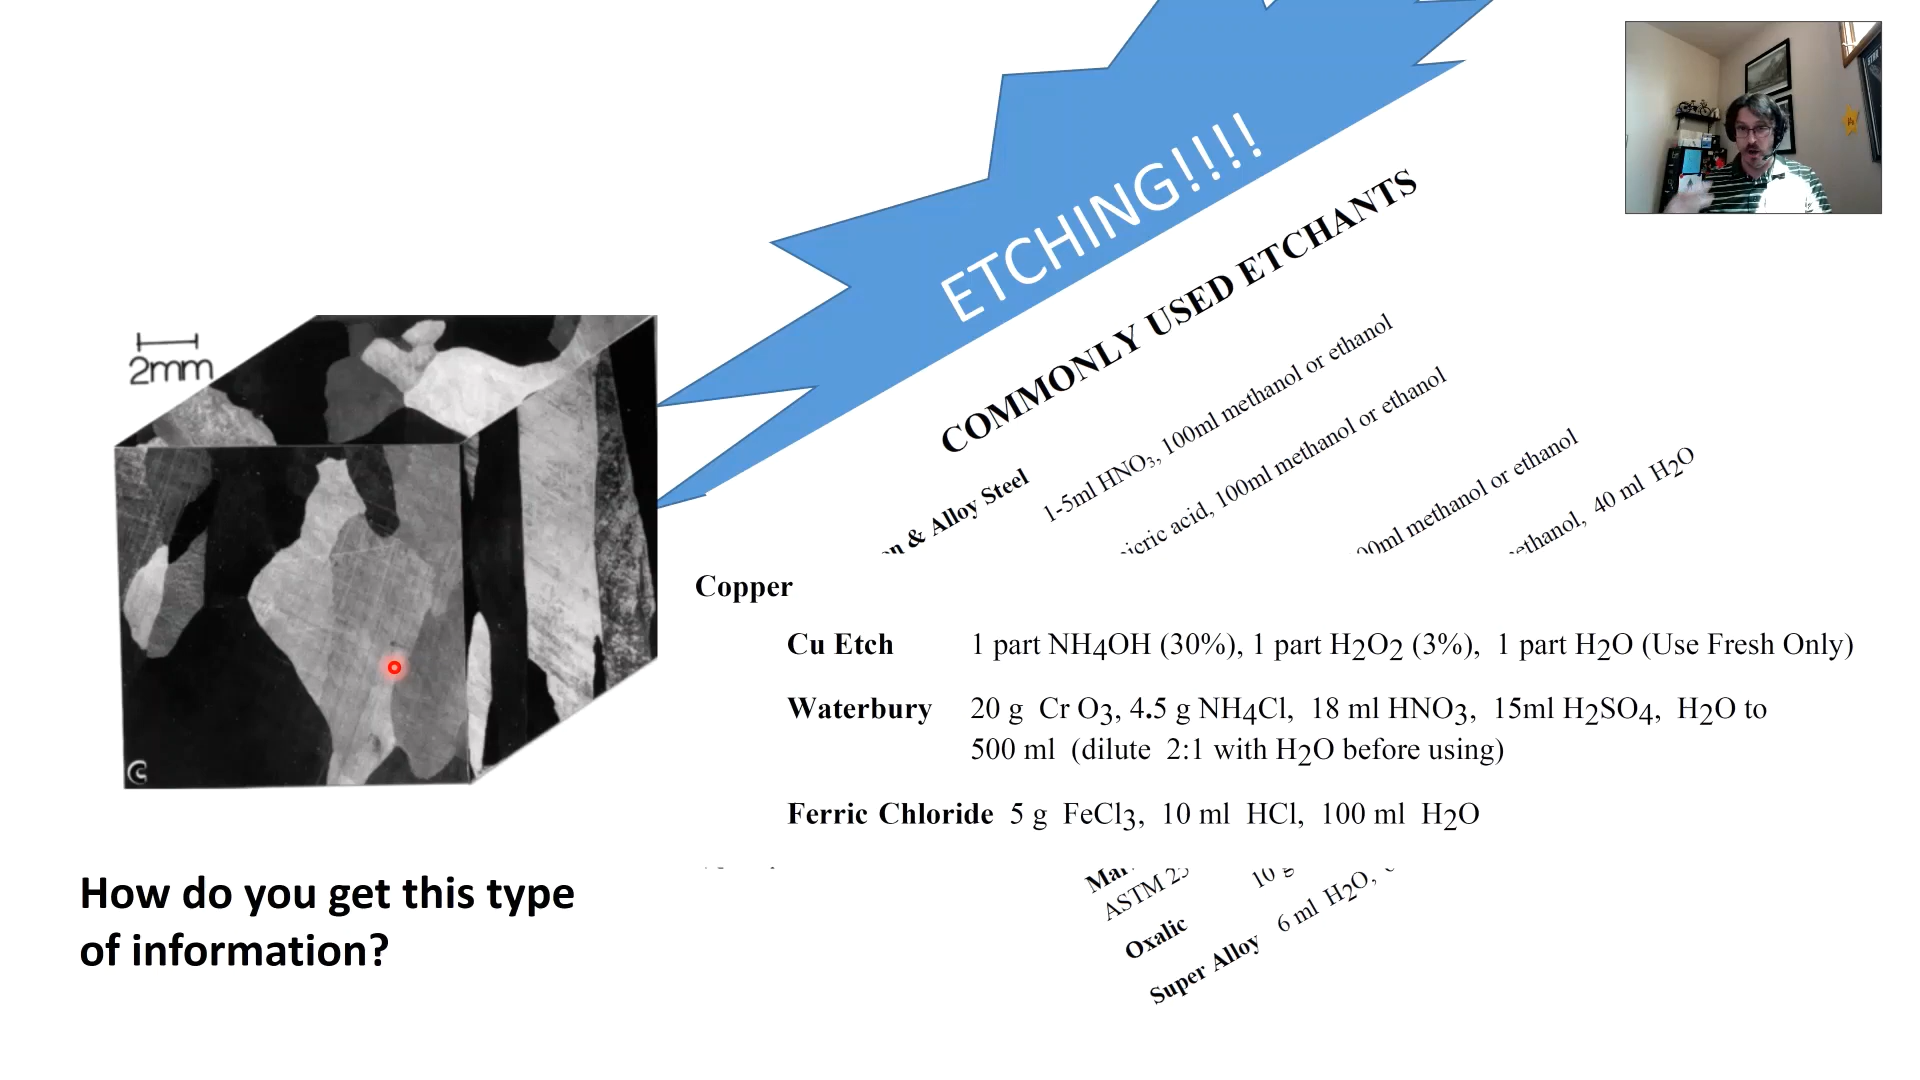 ETCHING!!!!
COMMONLY USED ETCHANTS
& Alloy Steel
1-5ml HNO3, 100ml methanol or ethanol
acid, 100ml methanol or ethanol
methanol or ethanol
40 ml H2O
2mm
C
Copper
Cu Etch 1 part NH4OH (30%), 1 part H2O2 (3%), 1 part H2O (Use Fresh Only)
Waterbury 20 g Cr O3, 4.5 g NH4Cl, 18 ml HNO3, 15ml H2SO4, H2O to
500 ml (dilute 2:1 with H2O before using)
Ferric Chloride 5 g FeCl3, 10 ml HCl, 100 ml H2O
ASTM
10
Oxalic
Super Alloy 6 ml H2O,
How do you get this type
of information?